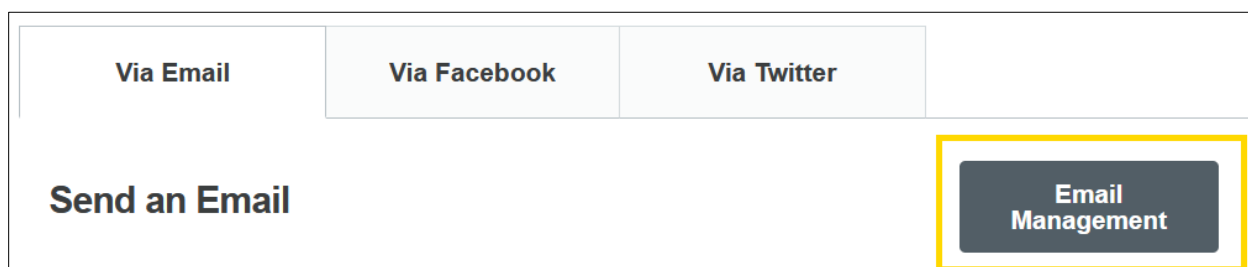 Via Email
Via Facebook
Via Twitter
Send an Email
Email
Management